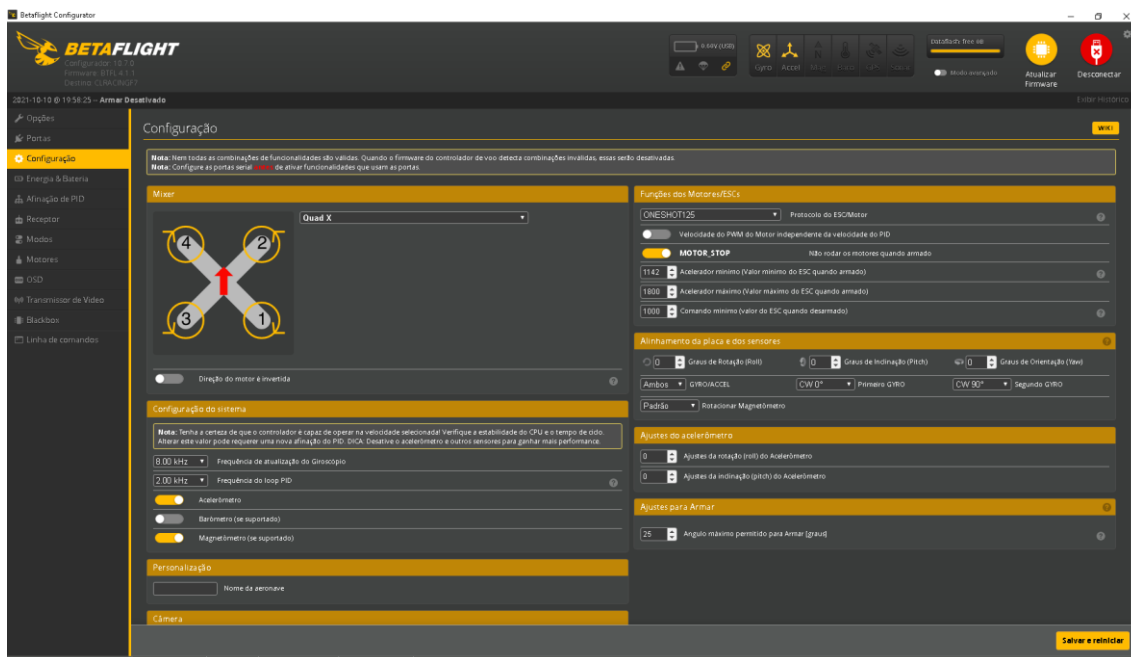 Betaflight Configurator
BETAFLIGHT
Configurador: 10.7.0
Firmware: BTFL 4.1.1
Destino: CLRACINGF7
0.00V (USB)
Gyro Accel
Dataflash: free 0B
Modo avançado
Atualizar Firmware
Desconectar
2021-10-10 @ 19:58:25 -- Armar Desativado
Exibir Histórico
Opções
Portas
Configuração
Energia & Bateria
Afinação de PID
Receptor
Modos
Motores
OSD
Transmissor de Vídeo
Blackbox
Linha de comandos
Configuração
WIKI
Nota: Nem todas as combinações de funcionalidades são válidas. Quando o firmware do controlador de voo detecta combinações inválidas, essas serão desativadas.
Nota: Configure as portas serial antes de ativar funcionalidades que usam as portas.
Mixer
4 2
3 1
Quad X
Direção do motor é invertida
Configuração do sistema
Nota: Tenha a certeza de que o controlador é capaz de operar na velocidade selecionada! Verifique a estabilidade do CPU e o tempo de ciclo.
Alterar este valor pode requerer uma nova afinação do PID. DICA: Desative o acelerômetro e outros sensores para ganhar mais performance.
8.00 kHz Frequência de atualização do Giroscópio
2.00 kHz Frequência do loop PID
Acelerômetro
Barômetro (se suportado)
Magnetômetro (se suportado)
Personalização
Nome da aeronave
Câmera
Funções dos Motores/ESCs
ONESHOT125 Protocolo do ESC/Motor
Velocidade do PWM do Motor independente da velocidade do PID
MOTOR_STOP Não rodar os motores quando armado
1142 Acelerador mínimo (Valor mínimo do ESC quando armado)
1800 Acelerador máximo (Valor máximo do ESC quando armado)
1000 Comando mínimo (valor do ESC quando desarmado)
Alinhamento da placa e dos sensores
0 Graus de Rotação (Roll) 0 Graus de Inclinação (Pitch) 0 Graus de Orientação (Yaw)
Ambos GYRO/ACCEL CW 0° Primeiro GYRO CW 90° Segundo GYRO
Padrão Rotacionar Magnetômetro
Ajustes do acelerômetro
0 Ajustes da rotação (roll) do Acelerômetro
0 Ajustes da inclinação (pitch) do Acelerômetro
Ajustes para Armar
25 Angulo máximo permitido para Armar [graus]
Salvar e reiniciar